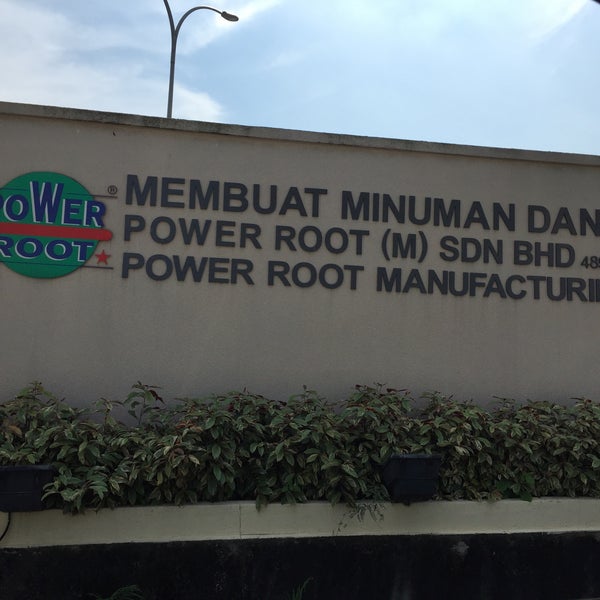 POWER
ROOT
®
MEMBUAT MINUMAN DAN
POWER ROOT (M) SDN BHD
POWER ROOT MANUFACTURI